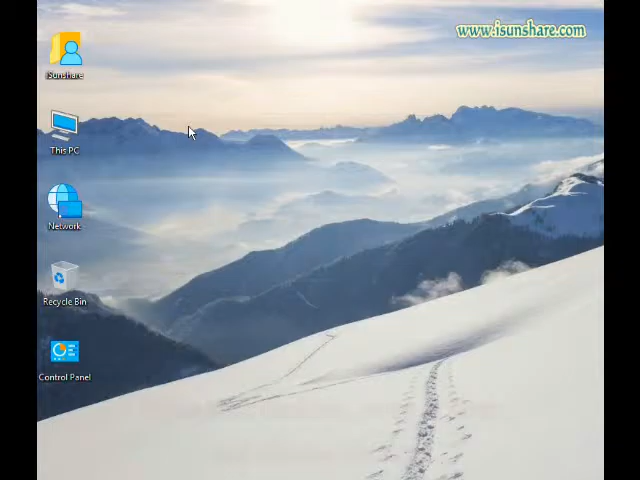 www.isunshare.com
iSunshare
This PC
Network
Recycle Bin
Control Panel